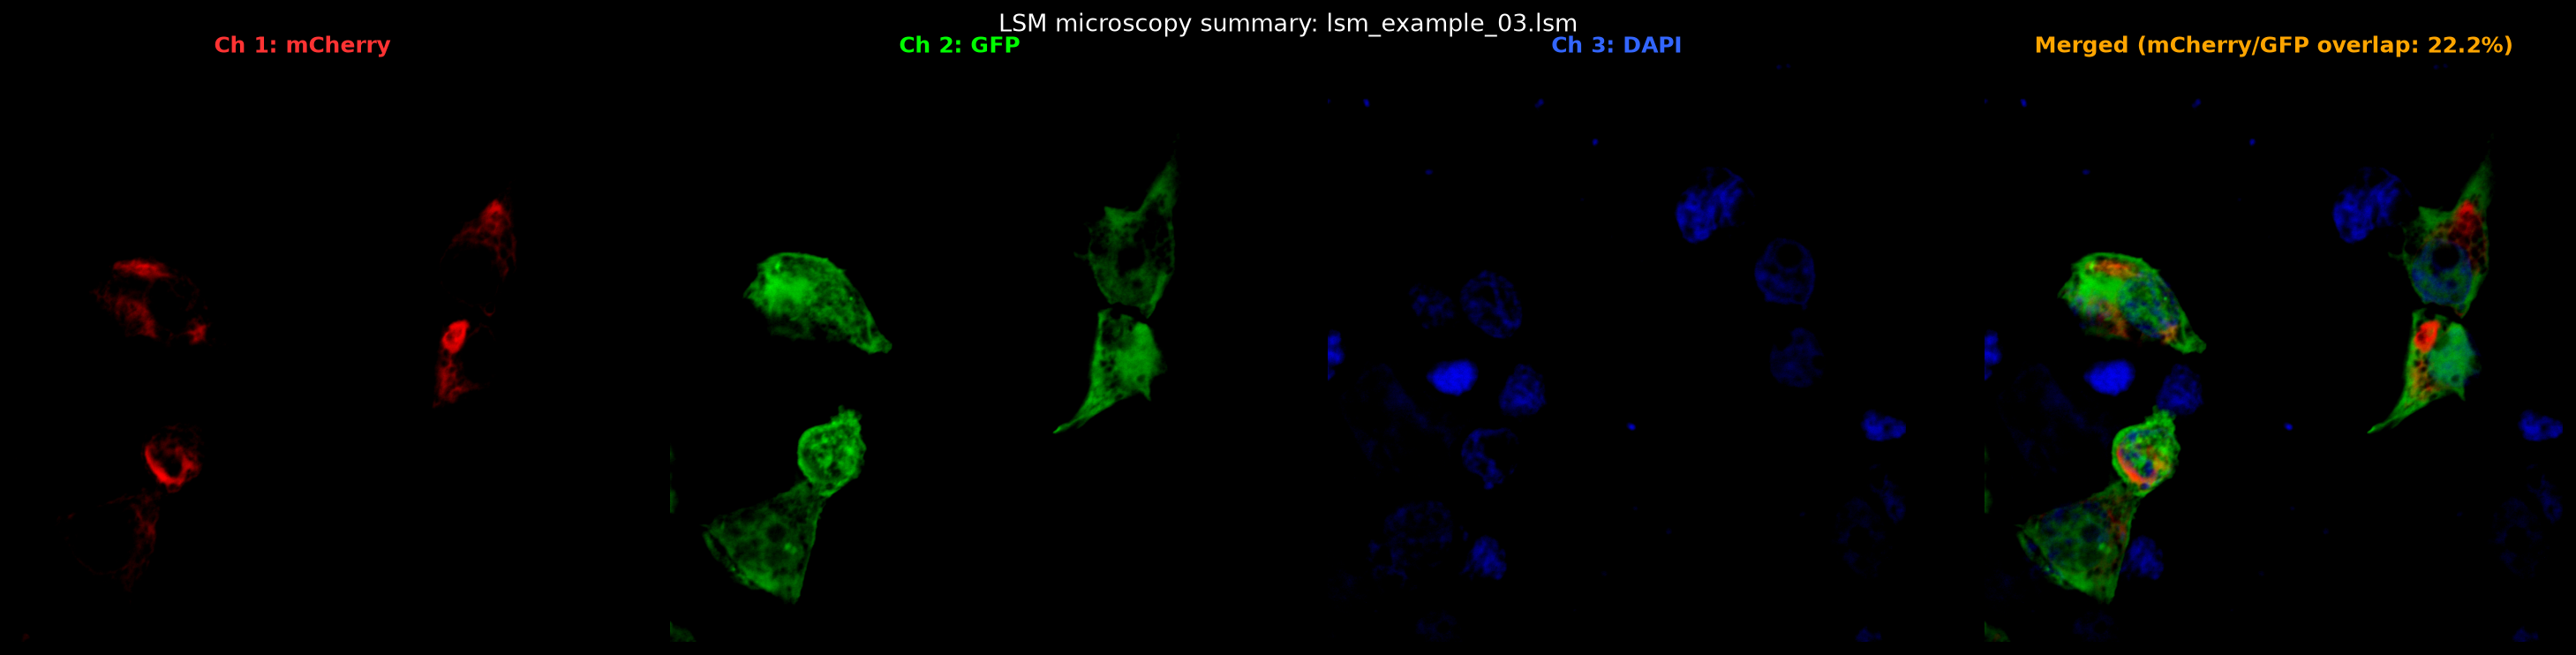 LSM microscopy summary: lsm_example_03.lsm
Ch 1: mCherry
Ch 2: GFP
Ch 3: DAPI
Merged (mCherry/GFP overlap: 22.2%)